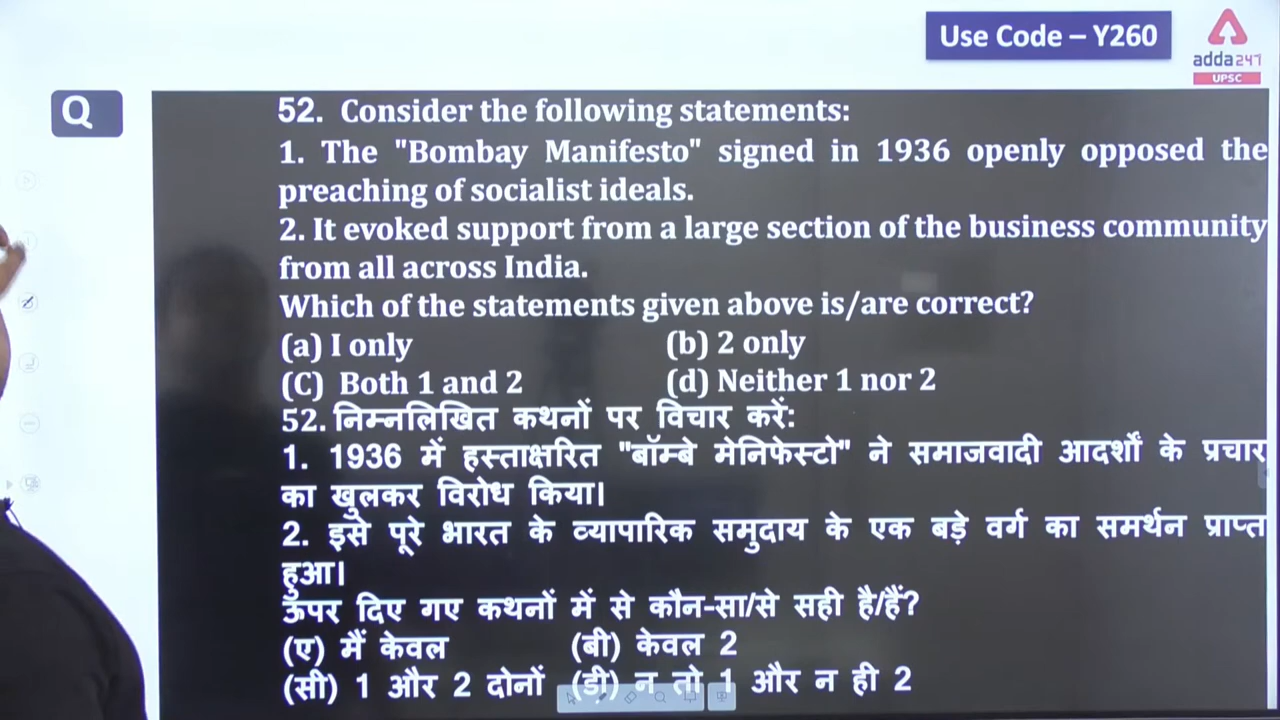 Use Code – Y260
adda247
UPSC
Q
52. Consider the following statements:
1. The "Bombay Manifesto" signed in 1936 openly opposed the
preaching of socialist ideals.
2. It evoked support from a large section of the business community
from all across India.
Which of the statements given above is/are correct?
(a) I only (b) 2 only
(C) Both 1 and 2 (d) Neither 1 nor 2
52. निम्नलिखित कथनों पर विचार करें:
1. 1936 में हस्ताक्षरित "बॉम्बे मेनिफेस्टो" ने समाजवादी आदर्शों के प्रचार
का खुलकर विरोध किया।
2. इसे पूरे भारत के व्यापारिक समुदाय के एक बड़े वर्ग का समर्थन प्राप्त
हुआ।
ऊपर दिए गए कथनों में से कौन-सा/से सही है/हैं?
(ए) मैं केवल (बी) केवल 2
(सी) 1 और 2 दोनों (डी) न तो 1 और न ही 2